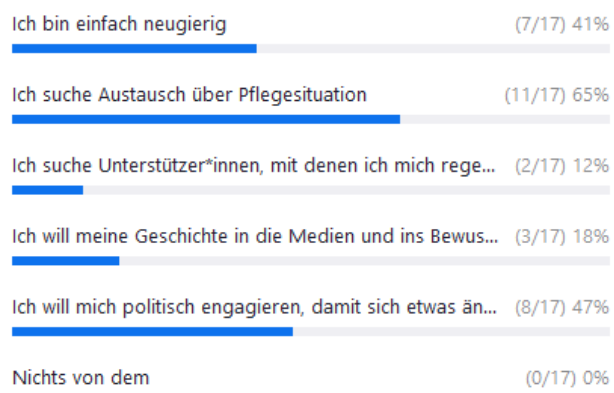 Ich bin einfach neugierig (7/17) 41%
Ich suche Austausch über Pflegesituation (11/17) 65%
Ich suche Unterstützer*innen, mit denen ich mich rege... (2/17) 12%
Ich will meine Geschichte in die Medien und ins Bewus... (3/17) 18%
Ich will mich politisch engagieren, damit sich etwas än... (8/17) 47%
Nichts von dem (0/17) 0%